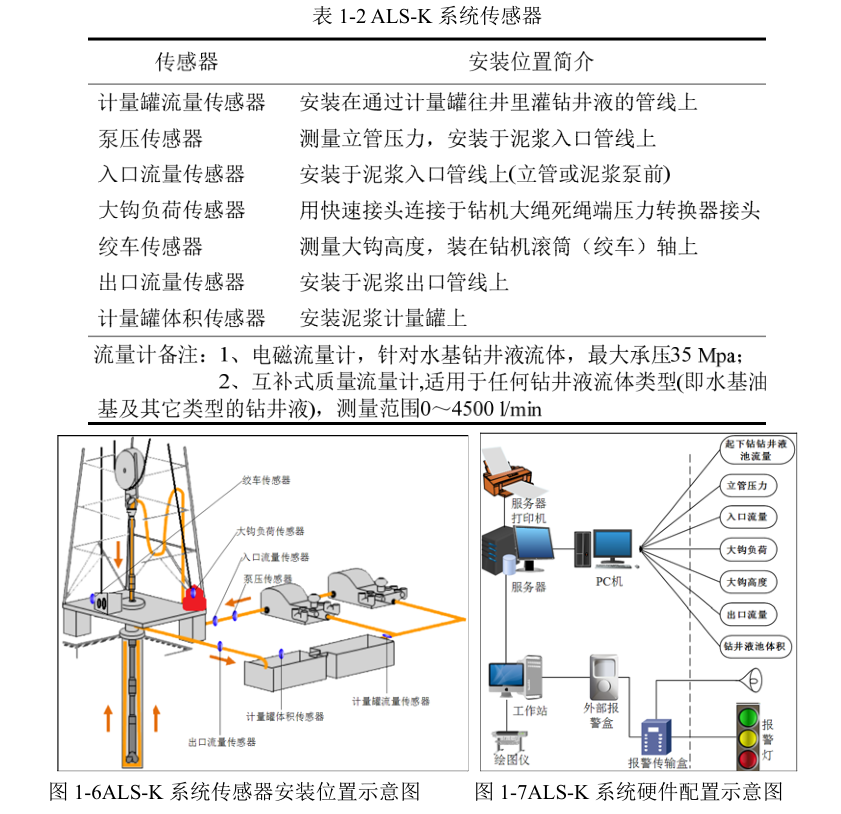 表 1-2 ALS-K 系统传感器
传感器 安装位置简介
计量罐流量传感器 安装在通过计量罐往井里灌钻井液的管线上
泵压传感器 测量立管压力，安装于泥浆入口管线上
入口流量传感器 安装于泥浆入口管线上(立管或泥浆泵前)
大钩负荷传感器 用快速接头连接于钻机大绳死绳端压力转换器接头
绞车传感器 测量大钩高度，装在钻机滚筒（绞车）轴上
出口流量传感器 安装于泥浆出口管线上
计量罐体积传感器 安装泥浆计量罐上
流量计备注：1、电磁流量计，针对水基钻井液流体，最大承压35 Mpa；
2、互补式质量流量计,适用于任何钻井液流体类型(即水基油
基及其它类型的钻井液)，测量范围0～4500 l/min
绞车传感器
大钩负荷传感器
入口流量传感器
泵压传感器
计量罐流量传感器
计量罐体积传感器
出口流量传感器
图 1-6ALS-K 系统传感器安装位置示意图
服务器
打印机
服务器
PC机
起下钻钻井液
池流量
立管压力
入口流量
大钩负荷
大钩高度
出口流量
钻井液池体积
工作站
外部报
警盒
绘图仪
报警传输盒
报
警
灯
图 1-7ALS-K 系统硬件配置示意图